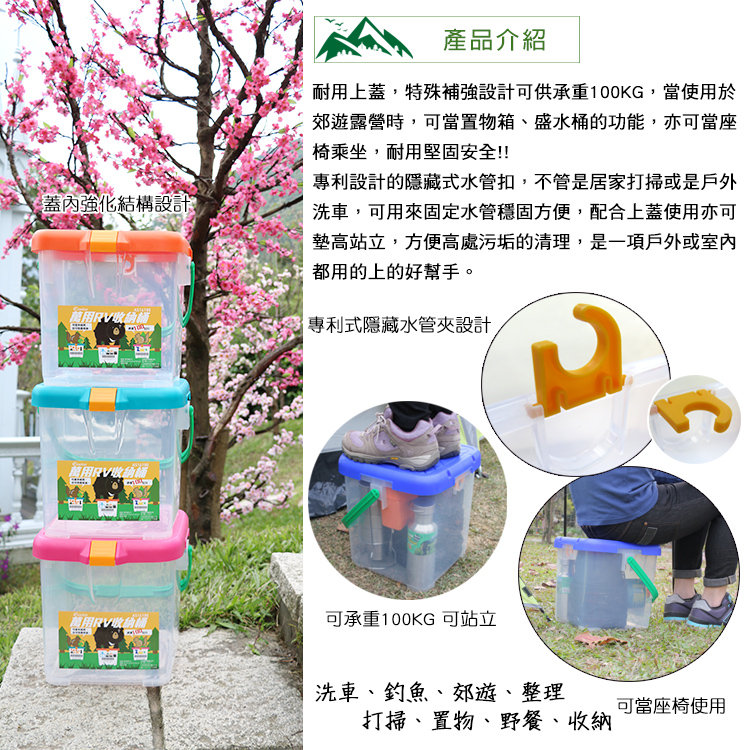 產品介紹
耐用上蓋，特殊補強設計可供承重100KG，當使用於
郊遊露營時，可當置物箱、盛水桶的功能，亦可當座
椅乘坐，耐用堅固安全!!
專利設計的隱藏式水管扣，不管是居家打掃或是戶外
洗車，可用來固定水管穩固方便，配合上蓋使用亦可
墊高站立，方便高處污垢的清理，是一項戶外或室內
都用的上的好幫手。
蓋內強化結構設計
萬用RV收納桶
萬用RV收納桶
萬用RV收納桶
專利式隱藏水管夾設計
可承重100KG 可站立
可當座椅使用
洗車、釣魚、郊遊、整理
打掃、置物、野餐、收納